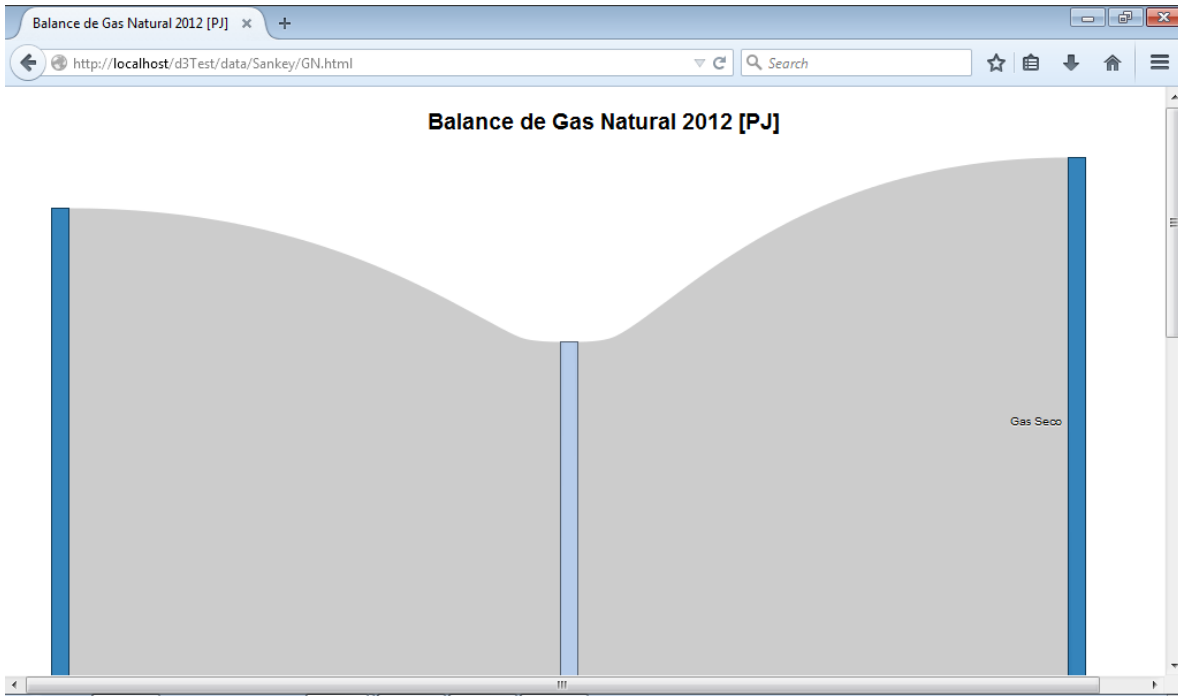 Balance de Gas Natural 2012 [PJ]
http://localhost/d3Test/data/Sankey/GN.html
Search
Balance de Gas Natural 2012 [PJ]
Gas Seco